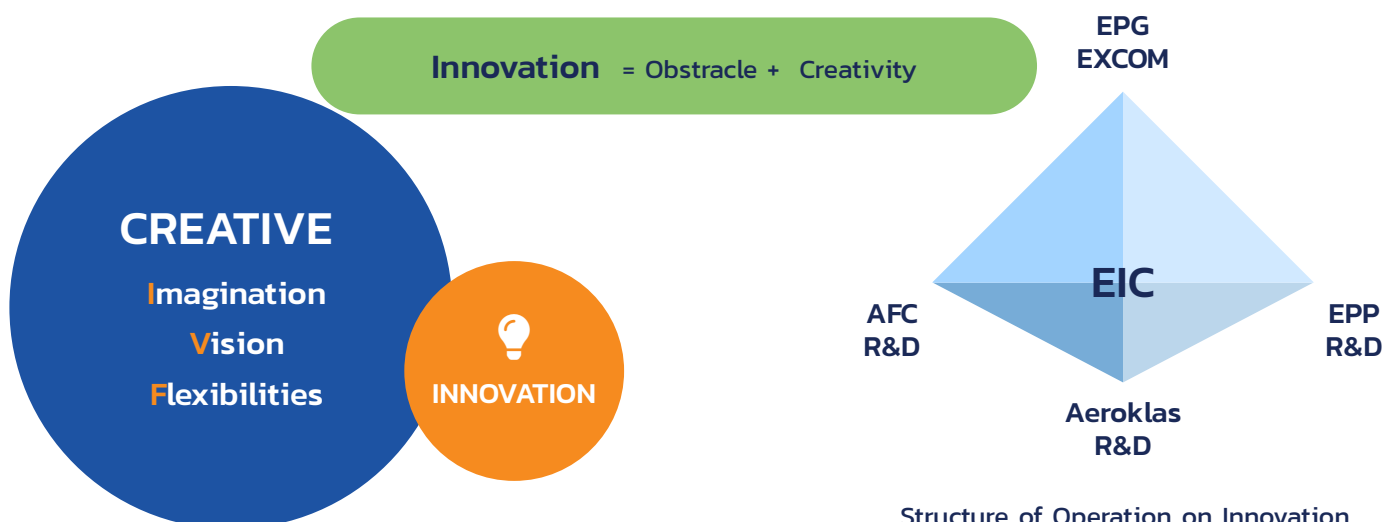 Innovation = Obstracle + Creativity
CREATIVE
Imagination
Vision
Flexibilities
INNOVATION
EPG
EXCOM
EIC
AFC
R&D
EPP
R&D
Aeroklas
R&D
Structure of Operation on Innovation